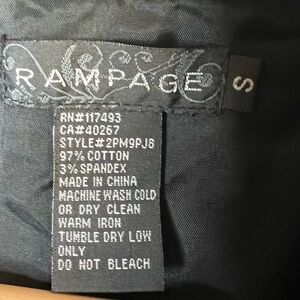 RAMPAGE
S
RN#117493
CA#40267
STYLE#2PM9PJ8
97% COTTON
3% SPANDEX
MADE IN CHINA
MACHINE WASH COLD
OR DRY CLEAN
WARM IRON
TUMBLE DRY LOW
ONLY
DO NOT BLEACH